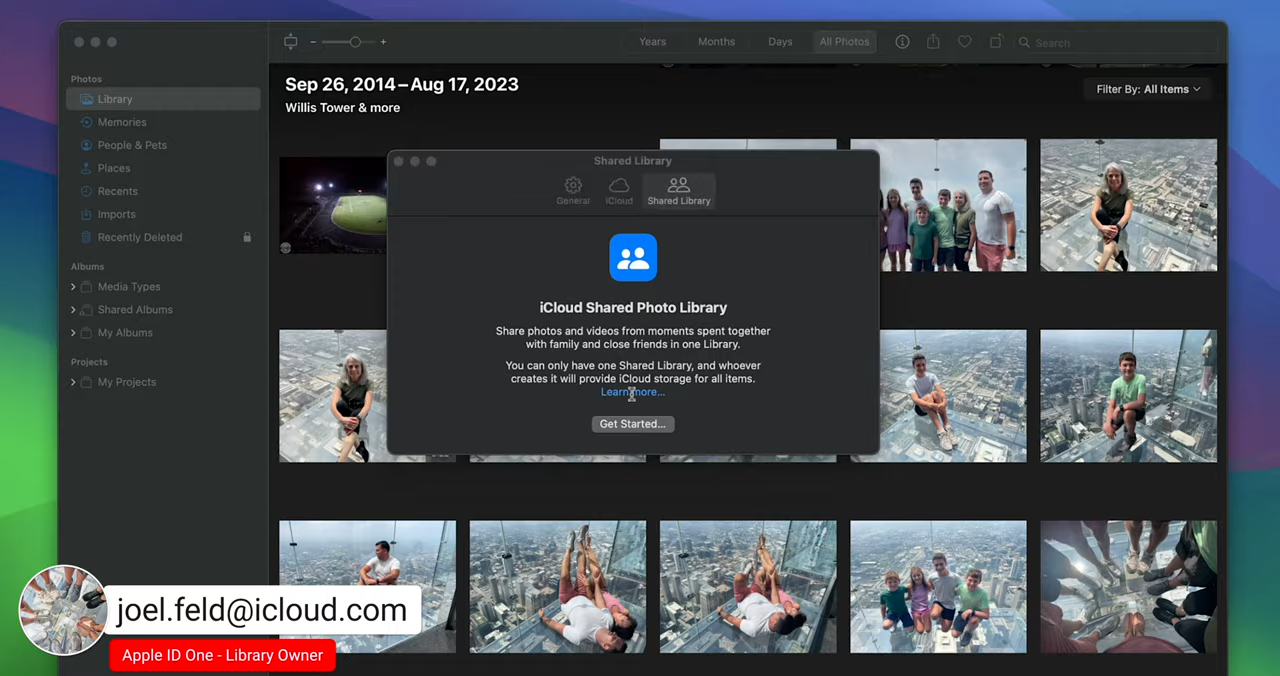 Years
Months
Days
All Photos
Search
Photos
Library
Memories
People & Pets
Places
Recents
Imports
Recently Deleted
Albums
Media Types
Shared Albums
My Albums
Projects
My Projects
Sep 26, 2014 – Aug 17, 2023
Willis Tower & more
Filter By: All Items
Shared Library
General
iCloud
Shared Library
iCloud Shared Photo Library
Share photos and videos from moments spent together
with family and close friends in one Library.
You can only have one Shared Library, and whoever
creates it will provide iCloud storage for all items.
Learn more...
Get Started...
joel.feld@icloud.com
Apple ID One - Library Owner